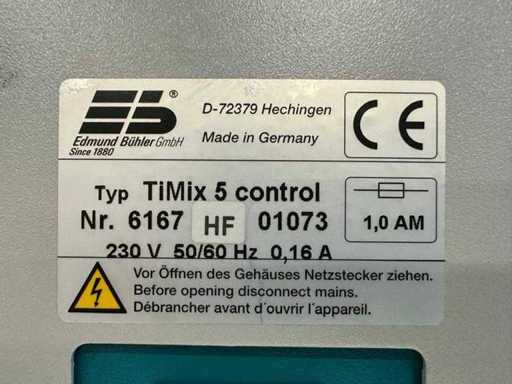 EB®
Edmund Bühler GmbH
Since 1880
D-72379 Hechingen
Made in Germany
CE
Typ TiMix 5 control
Nr. 6167 HF 01073
230 V 50/60 Hz 0,16 A
1,0 AM
Vor Öffnen des Gehäuses Netzstecker ziehen.
Before opening disconnect mains.
Débrancher avant d´ouvrir l´appareil.